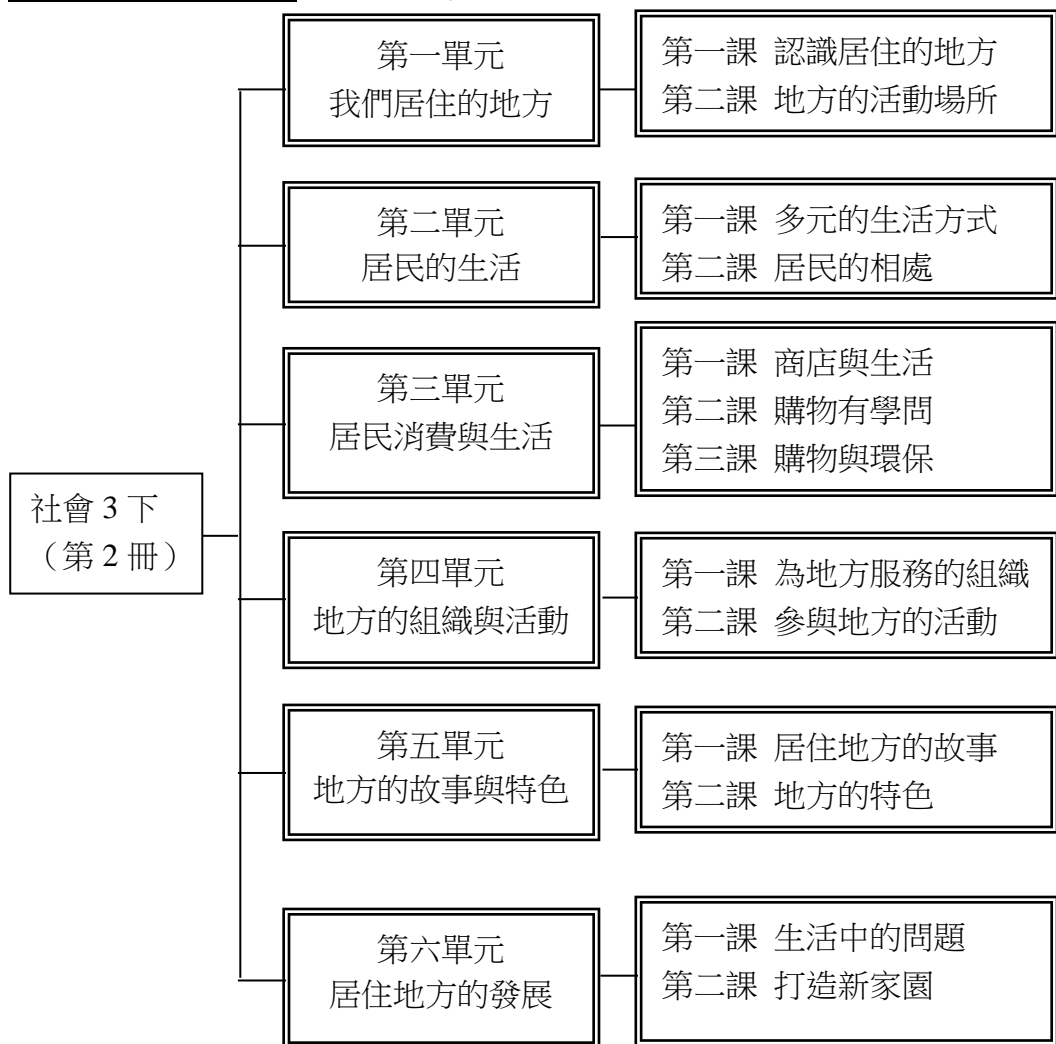 第一單元
我們居住的地方
第一課 認識居住的地方
第二課 地方的活動場所
第二單元
居民的生活
第一課 多元的生活方式
第二課 居民的相處
第三單元
居民消費與生活
第一課 商店與生活
第二課 購物有學問
第三課 購物與環保
社會 3 下
（第 2 冊）
第四單元
地方的組織與活動
第一課 為地方服務的組織
第二課 參與地方的活動
第五單元
地方的故事與特色
第一課 居住地方的故事
第二課 地方的特色
第六單元
居住地方的發展
第一課 生活中的問題
第二課 打造新家園